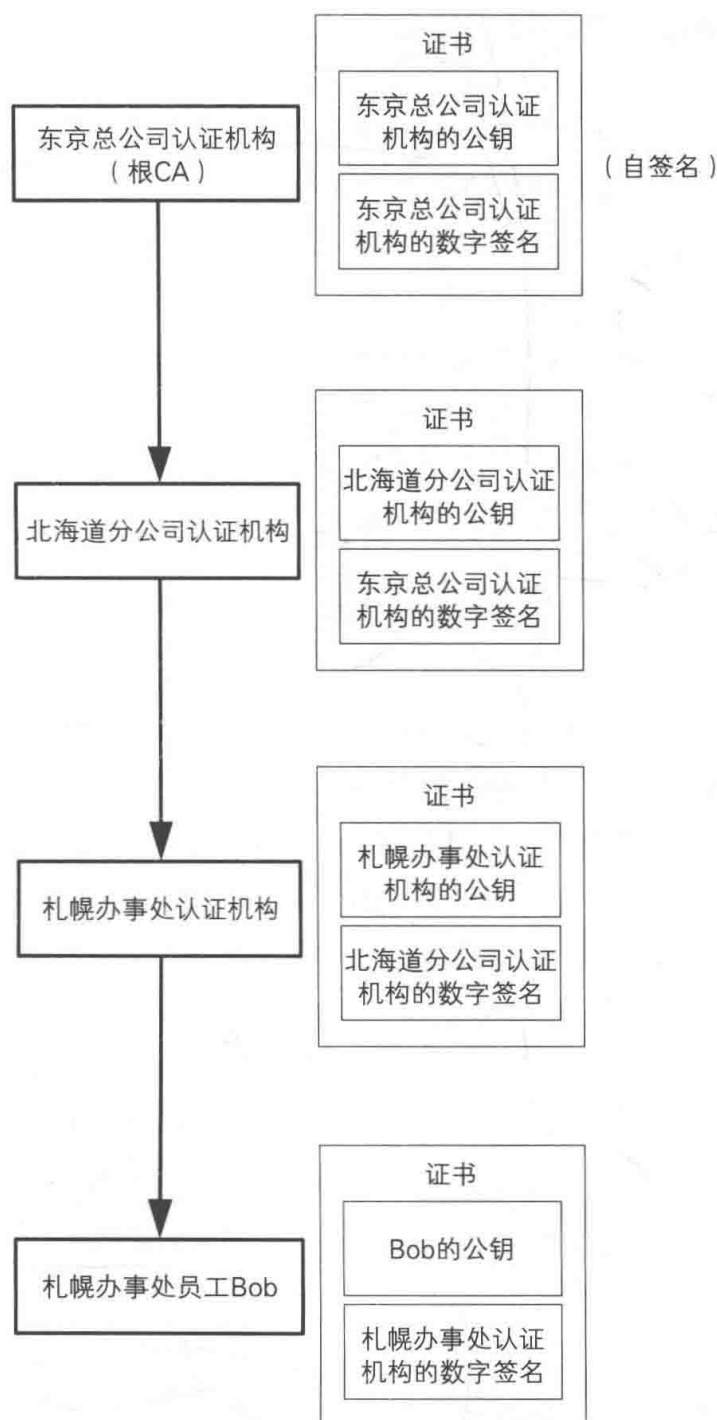 证书
东京总公司认证
机构的公钥
东京总公司认证机构
（根CA）
（自签名）
东京总公司认证
机构的数字签名
证书
北海道分公司认证
机构的公钥
北海道分公司认证机构
东京总公司认证
机构的数字签名
证书
札幌办事处认证
机构的公钥
札幌办事处认证机构
北海道分公司认证
机构的数字签名
证书
Bob的公钥
札幌办事处员工Bob
札幌办事处认证
机构的数字签名